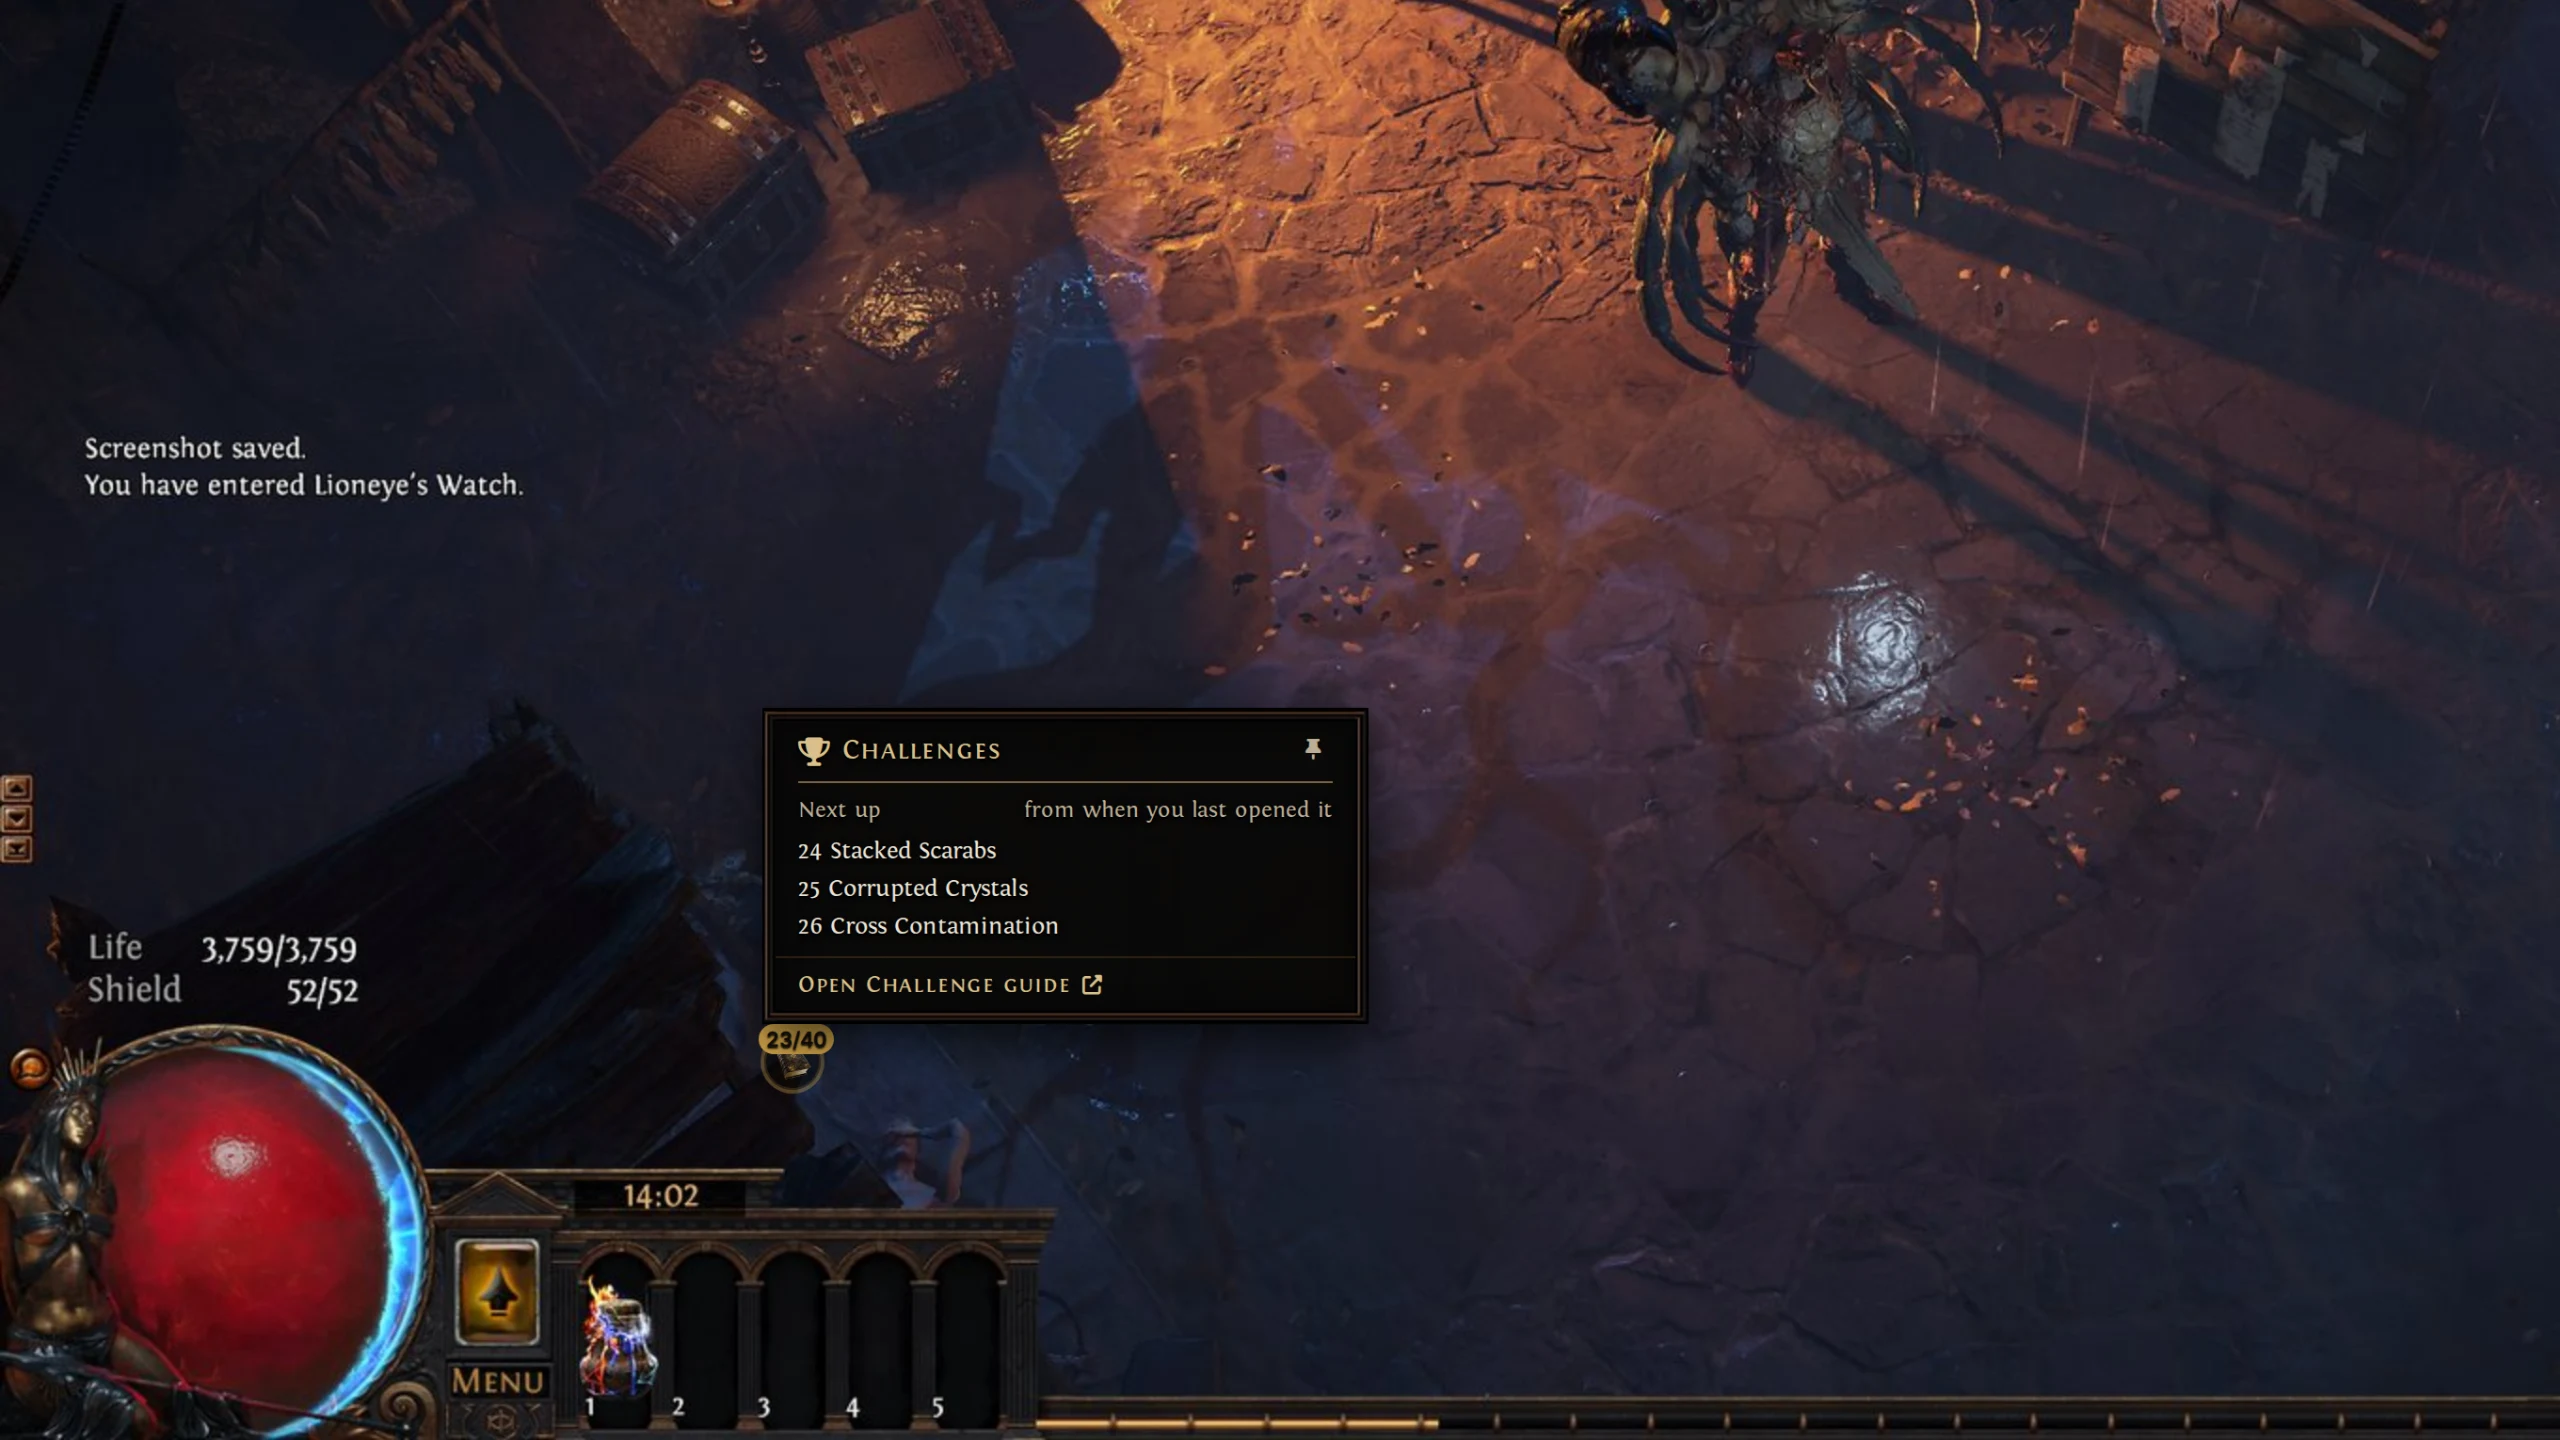 Screenshot saved.
You have entered Lioneye's Watch.
CHALLENGES
Next up from when you last opened it
24 Stacked Scarabs
25 Corrupted Crystals
26 Cross Contamination
OPEN CHALLENGE GUIDE
23/40
Life 3,759/3,759
Shield 52/52
14:02
MENU
1 2 3 4 5